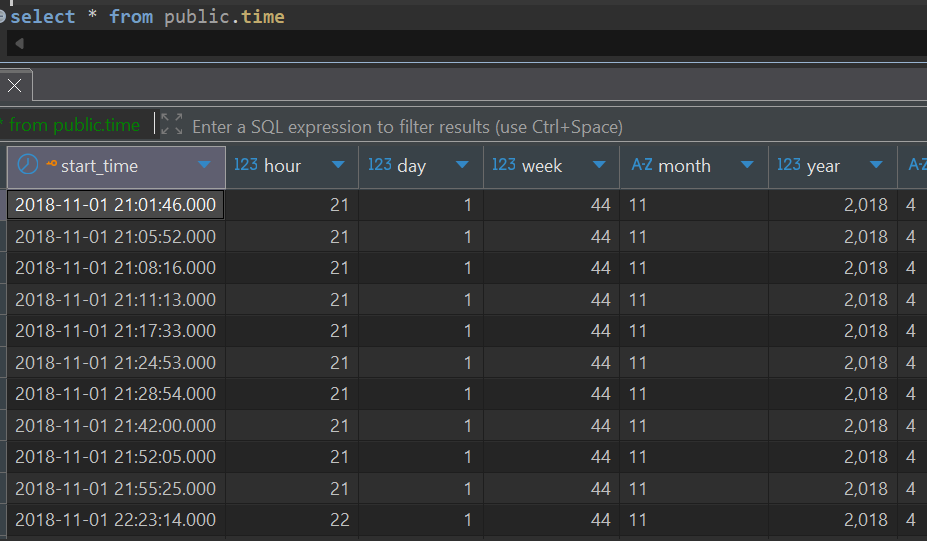 select * from public.time
from public.time Enter a SQL expression to filter results (use Ctrl+Space)
start_time 123 hour 123 day 123 week A-Z month 123 year
2018-11-01 21:01:46.000 21 1 44 11 2,018 4
2018-11-01 21:05:52.000 21 1 44 11 2,018 4
2018-11-01 21:08:16.000 21 1 44 11 2,018 4
2018-11-01 21:11:13.000 21 1 44 11 2,018 4
2018-11-01 21:17:33.000 21 1 44 11 2,018 4
2018-11-01 21:24:53.000 21 1 44 11 2,018 4
2018-11-01 21:28:54.000 21 1 44 11 2,018 4
2018-11-01 21:42:00.000 21 1 44 11 2,018 4
2018-11-01 21:52:05.000 21 1 44 11 2,018 4
2018-11-01 21:55:25.000 21 1 44 11 2,018 4
2018-11-01 22:23:14.000 22 1 44 11 2,018 4